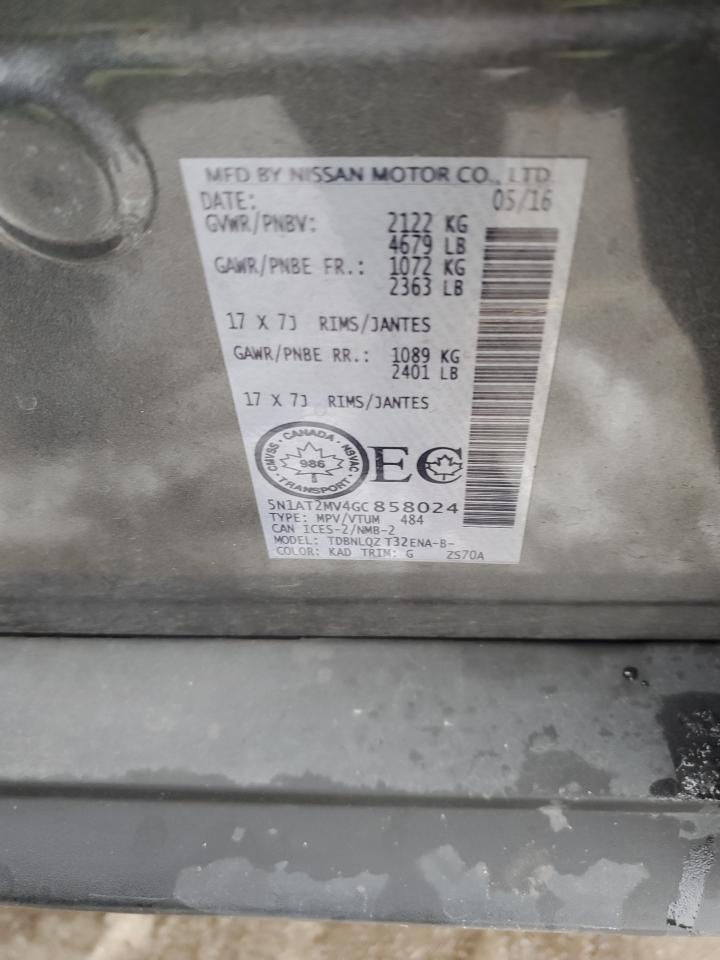 MFD BY NISSAN MOTOR CO., LTD.
DATE: 05/16
GVWR/PNBV: 2122 KG
4679 LB
GAWR/PNBE FR.: 1072 KG
2363 LB
17 X 7J RIMS/JANTES
GAWR/PNBE RR.: 1089 KG
2401 LB
17 X 7J RIMS/JANTES
CMVSS · CANADA · NSVAC
986
TRANSPORT
EC
5N1AT2MV4GC858024
TYPE: MPV/VTUM 484
CAN ICES-2/NMB-2
MODEL: TDBNLQZ T32ENA-B-
COLOR: KAD TRIM: G ZS70A